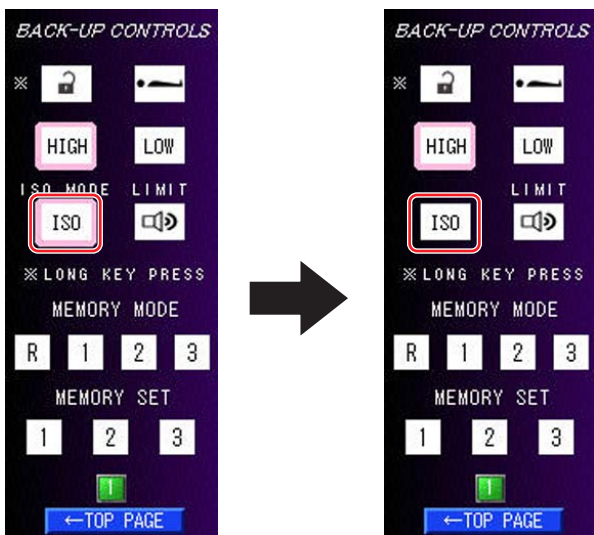 BACK-UP CONTROLS
※
HIGH LOW
ISO MODE LIMIT
ISO
※LONG KEY PRESS
MEMORY MODE
R 1 2 3
MEMORY SET
1 2 3
1
←TOP PAGE
BACK-UP CONTROLS
※
HIGH LOW
LIMIT
ISO
※LONG KEY PRESS
MEMORY MODE
R 1 2 3
MEMORY SET
1 2 3
1
←TOP PAGE